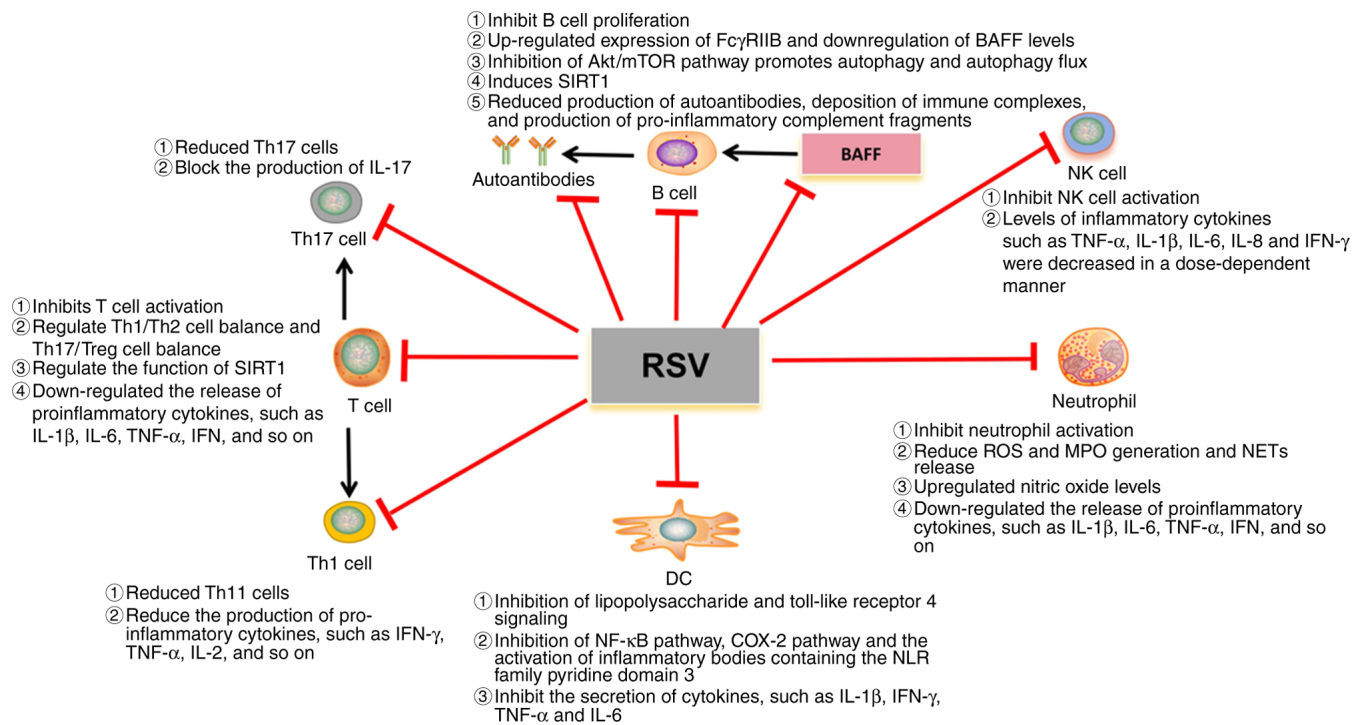 ①Inhibit B cell proliferation
②Up-regulated expression of FcγRIIB and downregulation of BAFF levels
③Inhibition of Akt/mTOR pathway promotes autophagy and autophagy flux
④Induces SIRT1
⑤Reduced production of autoantibodies, deposition of immune complexes,
and production of pro-inflammatory complement fragments
①Reduced Th17 cells
②Block the production of IL-17
Th17 cell
Autoantibodies
B cell
BAFF
NK cell
①Inhibit NK cell activation
②Levels of inflammatory cytokines
such as TNF-α, IL-1β, IL-6, IL-8 and IFN-γ
were decreased in a dose-dependent
manner
①Inhibits T cell activation
②Regulate Th1/Th2 cell balance and
Th17/Treg cell balance
③Regulate the function of SIRT1
④Down-regulated the release of
proinflammatory cytokines, such as
IL-1β, IL-6, TNF-α, IFN, and so on
T cell
RSV
Neutrophil
①Inhibit neutrophil activation
②Reduce ROS and MPO generation and NETs
release
③Upregulated nitric oxide levels
④Down-regulated the release of proinflammatory
cytokines, such as IL-1β, IL-6, TNF-α, IFN, and so
on
Th1 cell
①Reduced Th11 cells
②Reduce the production of pro-
inflammatory cytokines, such as IFN-γ,
TNF-α, IL-2, and so on
DC
①Inhibition of lipopolysaccharide and toll-like receptor 4
signaling
②Inhibition of NF-κB pathway, COX-2 pathway and the
activation of inflammatory bodies containing the NLR
family pyridine domain 3
③Inhibit the secretion of cytokines, such as IL-1β, IFN-γ,
TNF-α and IL-6